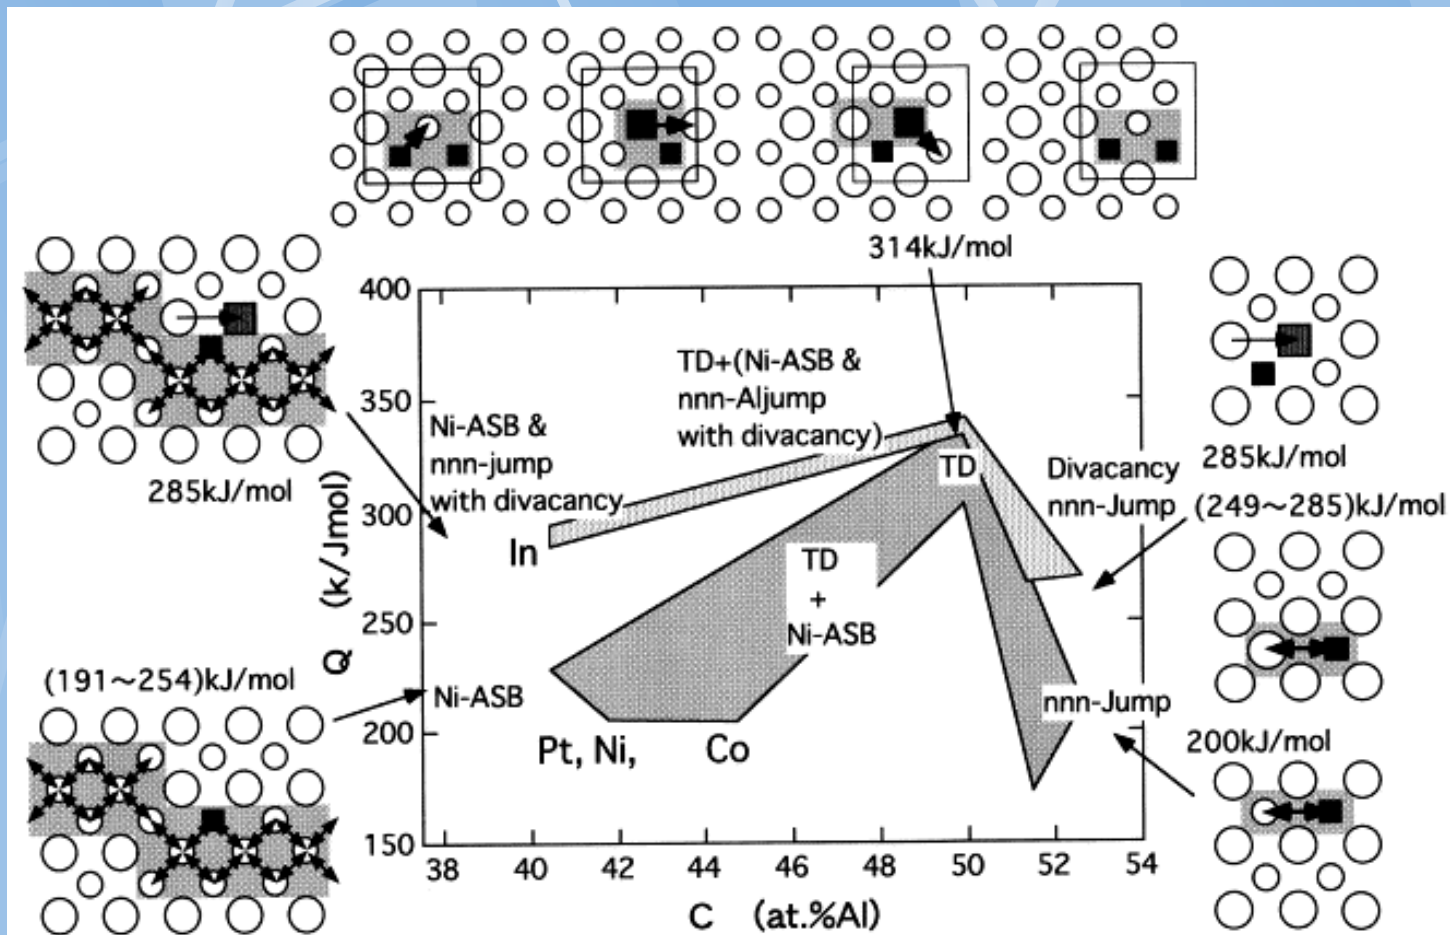 314kJ/mol
400
350
300
250
200
150
Q (k/Jmol)
38
40
42
44
46
48
50
52
54
C (at.%Al)
TD+(Ni-ASB &
nnn-Aljump
with divacancy)
Ni-ASB &
nnn-jump
with divacancy
285kJ/mol
In
TD
TD
+
Ni-ASB
Divacancy
nnn-Jump
285kJ/mol
(249~285)kJ/mol
(191~254)kJ/mol
Ni-ASB
nnn-Jump
200kJ/mol
Pt, Ni,
Co